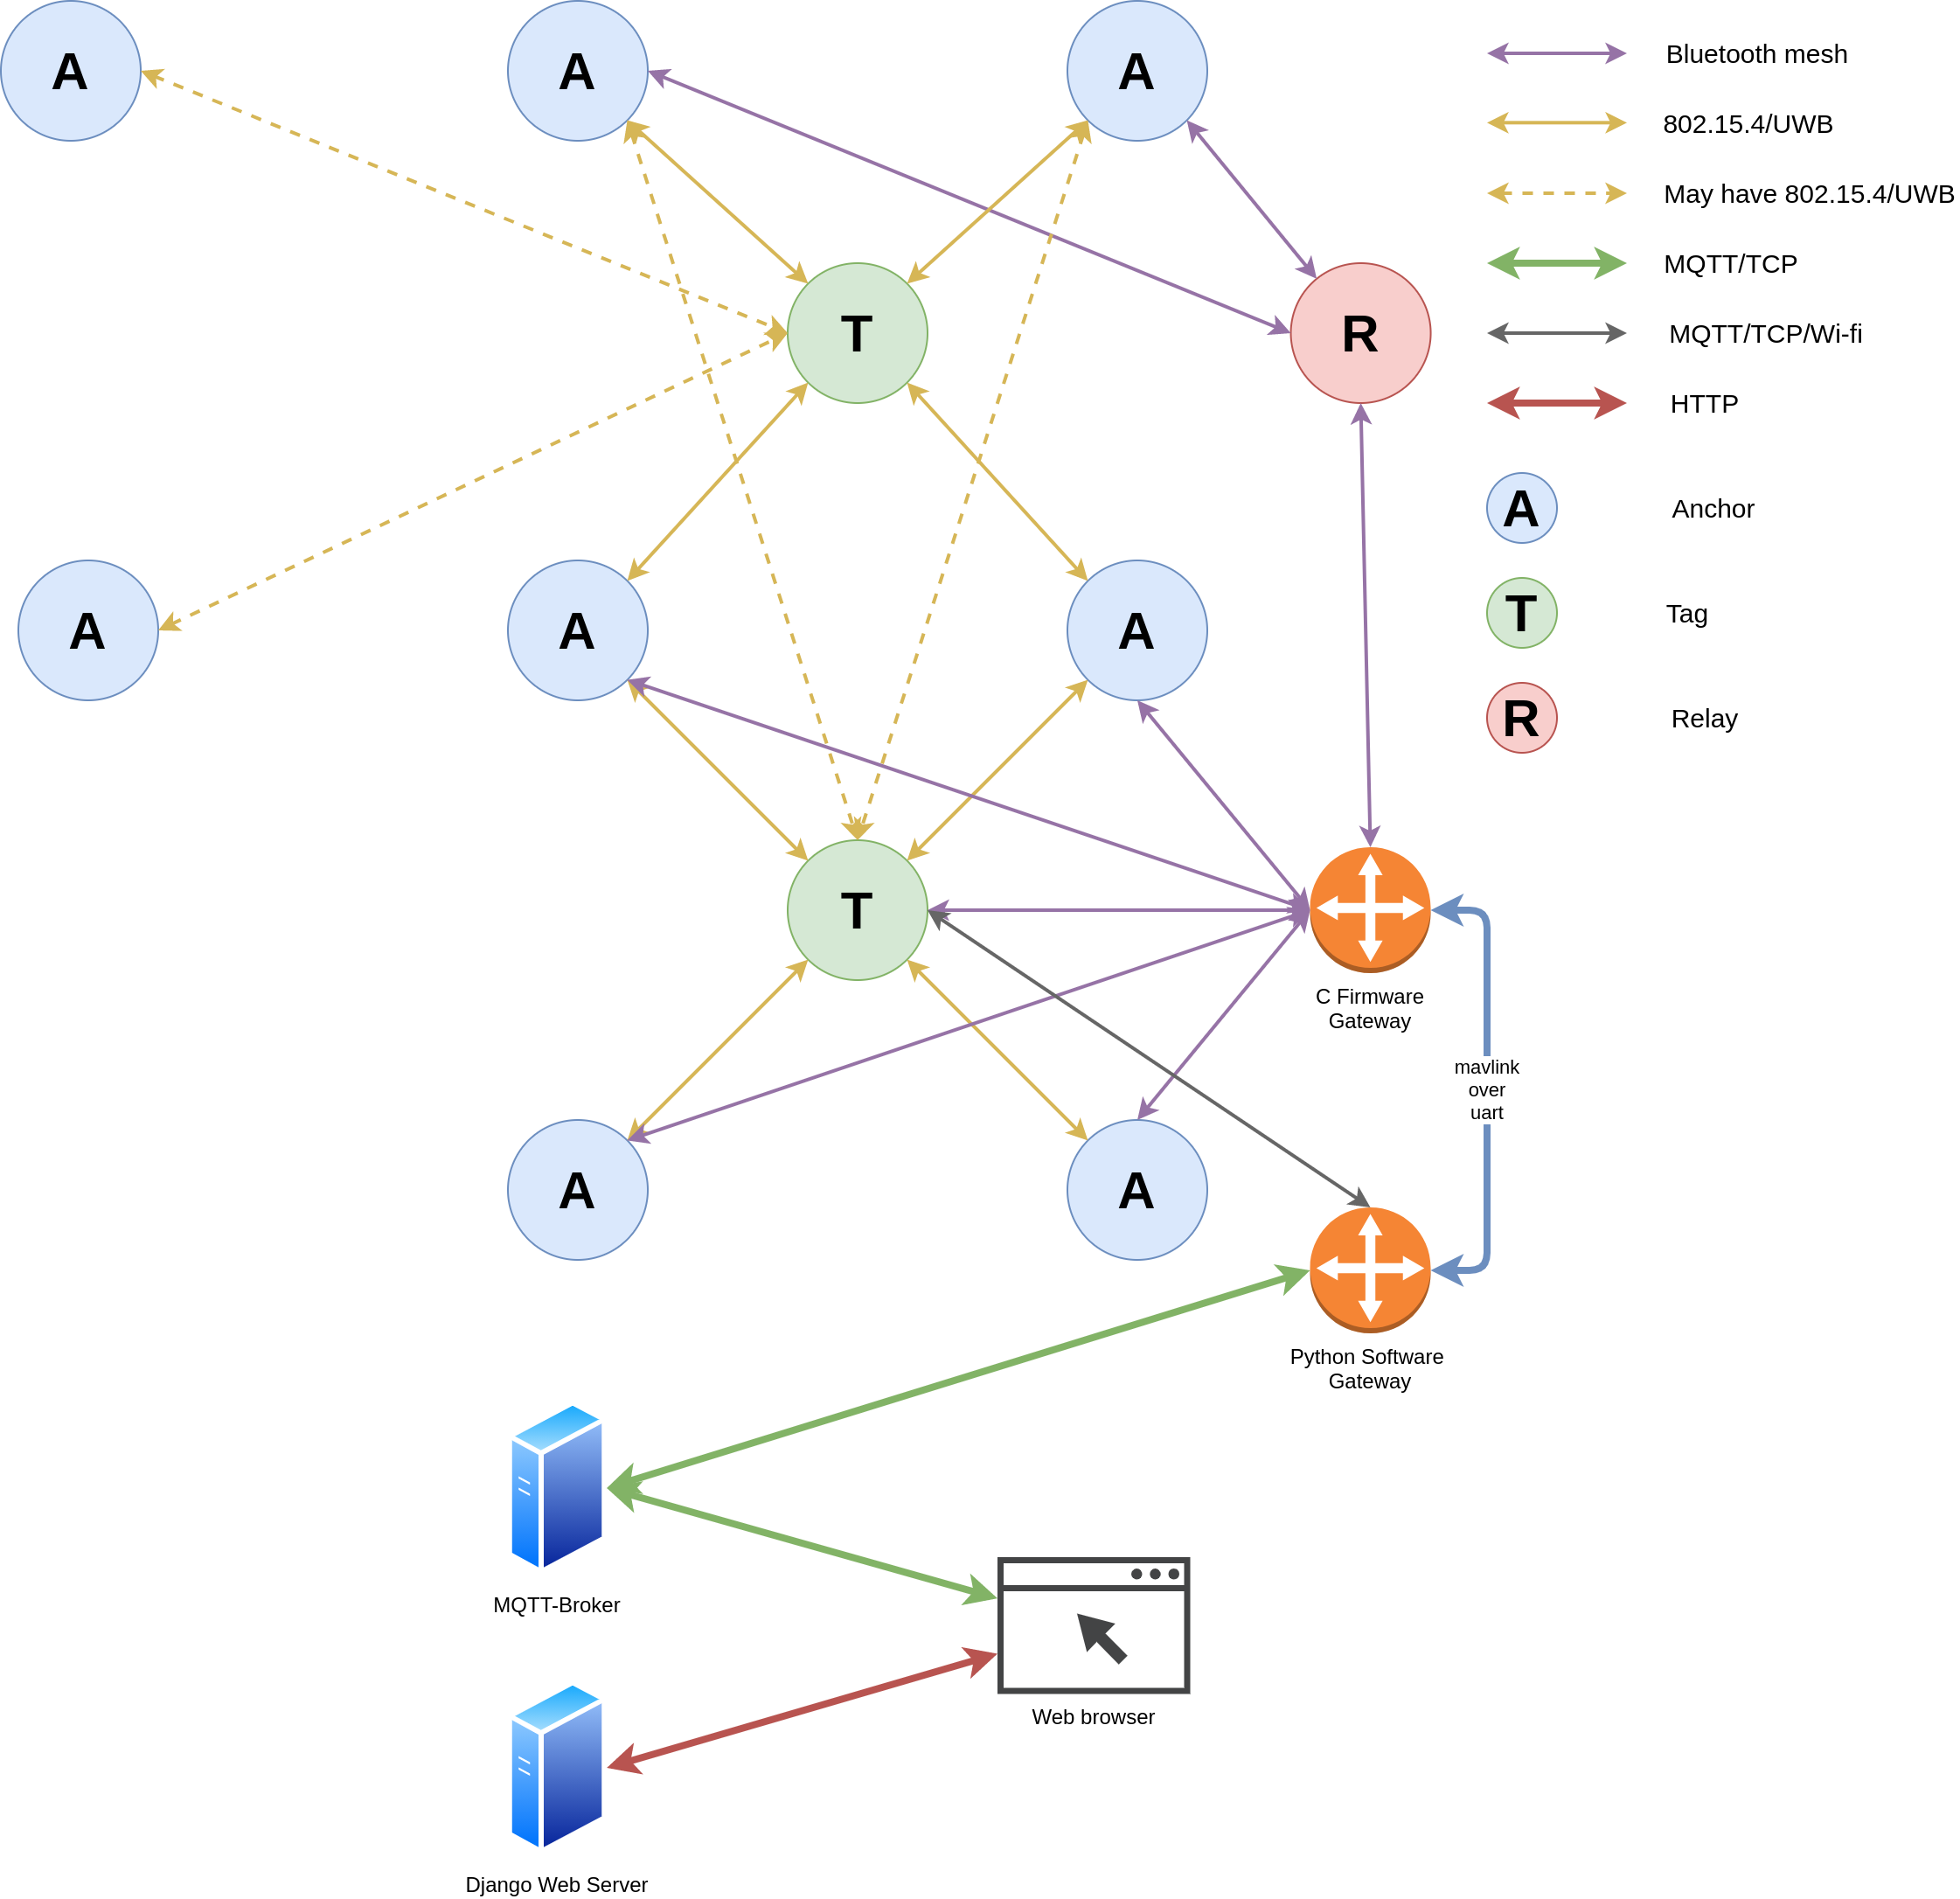 A
A
A
Bluetooth mesh
802.15.4/UWB
May have 802.15.4/UWB
MQTT/TCP
T
R
MQTT/TCP/Wi-fi
HTTP
A
Anchor
A
A
A
T
Tag
R
Relay
T
C Firmware
Gateway
mavlink
over
uart
A
A
Python Software
Gateway
MQTT-Broker
Web browser
Django Web Server